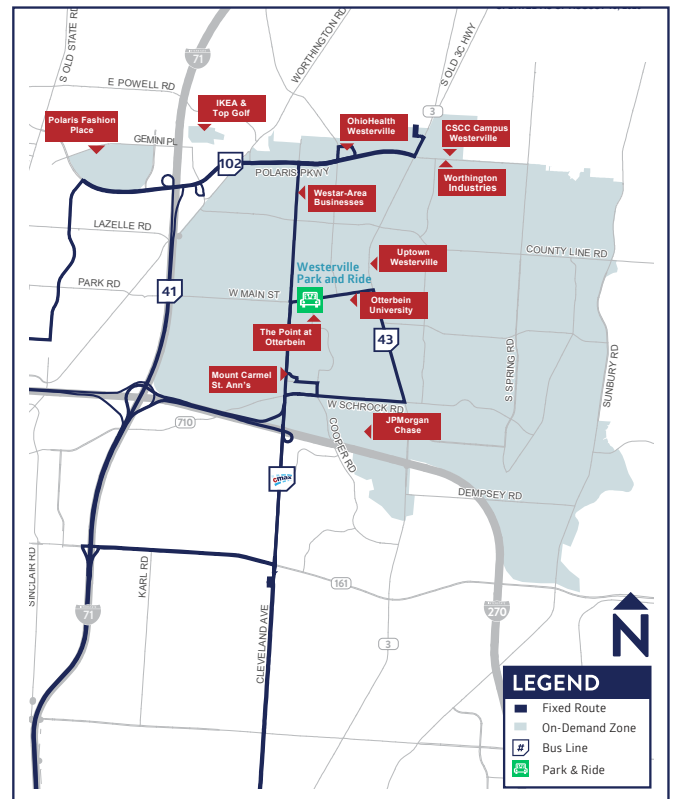 S OLD STATE RD
71
WORTHINGTON RD
S OLD 3C HWY
E POWELL RD
IKEA &
Top Golf
3
Polaris Fashion
Place
OhioHealth
Westerville
CSCC Campus
Westerville
GEMINI PL
102
POLARIS PKWY
Worthington
Industries
Westar-Area
Businesses
LAZELLE RD
Uptown
Westerville
COUNTY LINE RD
Westerville
Park and Ride
PARK RD
41
W MAIN ST
Otterbein
University
The Point at
Otterbein
43
S SPRING RD
SUNBURY RD
Mount Carmel
St. Ann's
W SCHROCK RD
710
JPMorgan
Chase
COOPER RD
cmax
DEMPSEY RD
SINCLAIR RD
KARL RD
161
71
270
CLEVELAND AVE
3
N
LEGEND
Fixed Route
On-Demand Zone
# Bus Line
Park & Ride